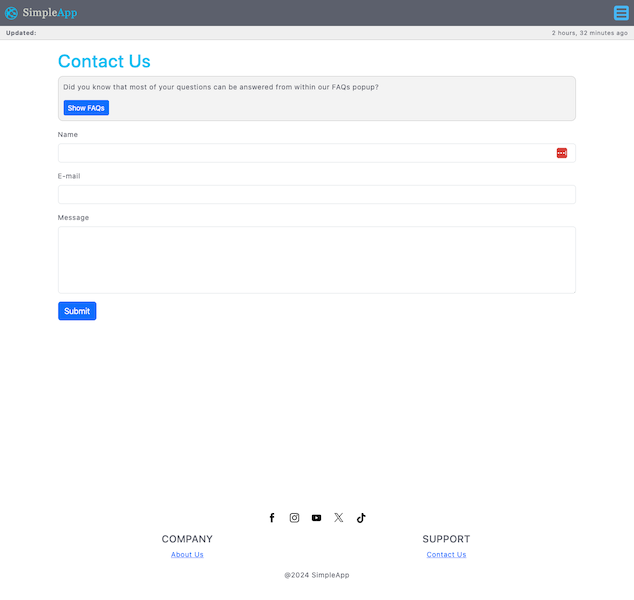 SimpleApp
Updated: 2 hours, 32 minutes ago
Contact Us
Did you know that most of your questions can be answered from within our FAQs popup?
Show FAQs
Name
E-mail
Message
Submit
COMPANY SUPPORT
About Us Contact Us
@2024 SimpleApp